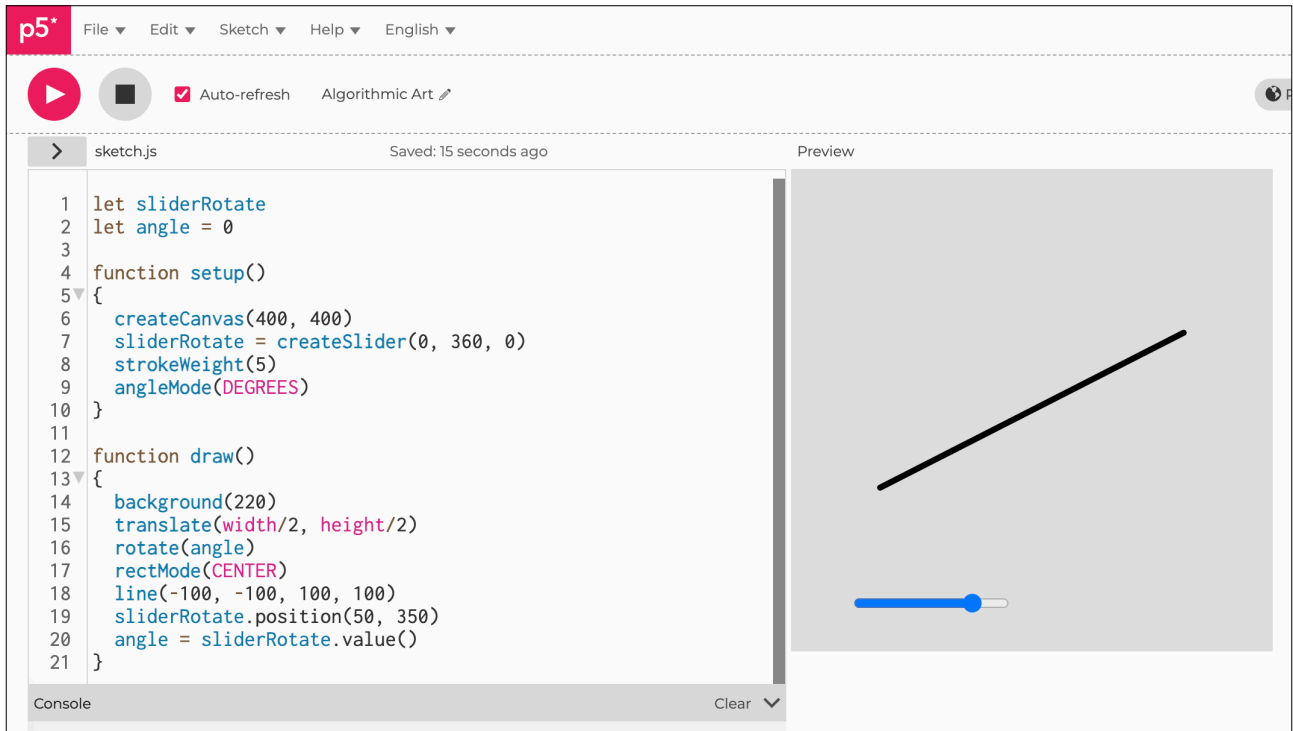 p5* File Edit Sketch Help English
Auto-refresh Algorithmic Art
sketch.js Saved: 15 seconds ago Preview
1 let sliderRotate
2 let angle = 0
3
4 function setup()
5 {
6 createCanvas(400, 400)
7 sliderRotate = createSlider(0, 360, 0)
8 strokeWeight(5)
9 angleMode(DEGREES)
10 }
11
12 function draw()
13 {
14 background(220)
15 translate(width/2, height/2)
16 rotate(angle)
17 rectMode(CENTER)
18 line(-100, -100, 100, 100)
19 sliderRotate.position(50, 350)
20 angle = sliderRotate.value()
21 }
Console Clear